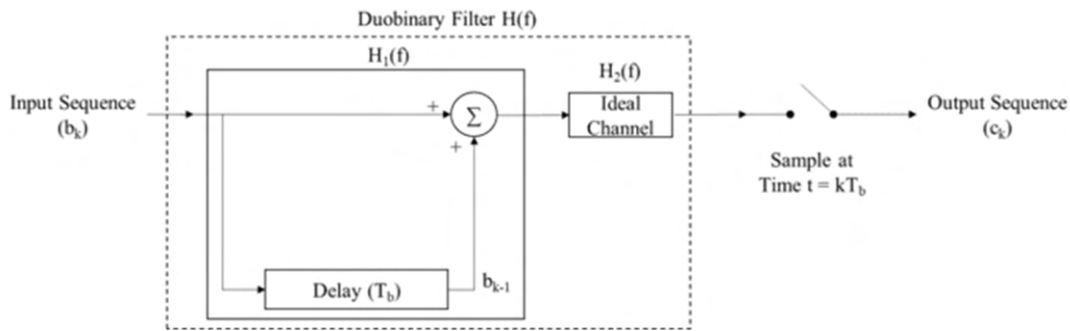 Duobinary Filter H(f)
H₁(f)
H₂(f)
Input Sequence
(bₖ)
+
Σ
+
Ideal
Channel
Output Sequence
(cₖ)
Sample at
Time t = kT_b
Delay (T_b)
bₖ₋₁